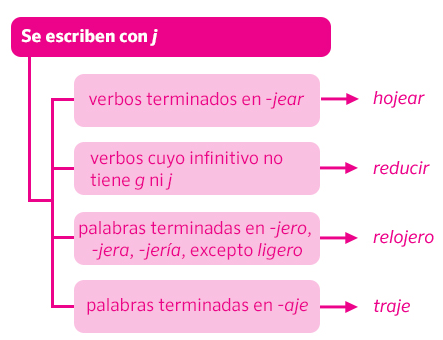 Se escriben con j
verbos terminados en -jear
hojear
verbos cuyo infinitivo no
tiene g ni j
reducir
palabras terminadas en -jero,
-jera, -jería, excepto ligero
relojero
palabras terminadas en -aje
traje